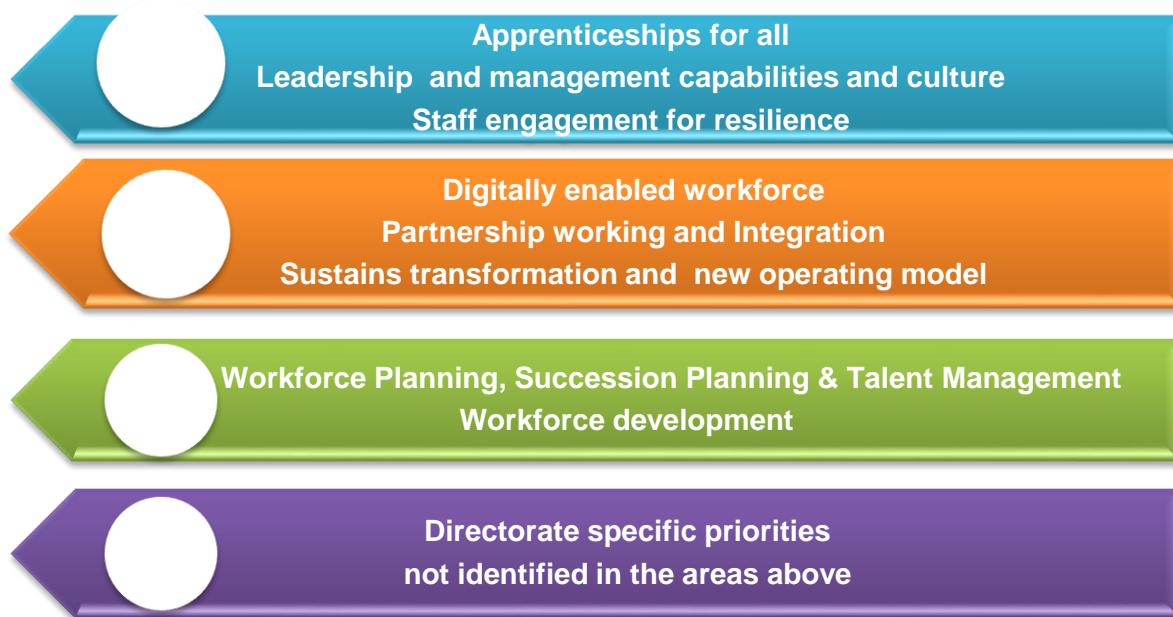 Apprenticeships for all
Leadership and management capabilities and culture
Staff engagement for resilience
Digitally enabled workforce
Partnership working and Integration
Sustains transformation and new operating model
Workforce Planning, Succession Planning & Talent Management
Workforce development
Directorate specific priorities
not identified in the areas above